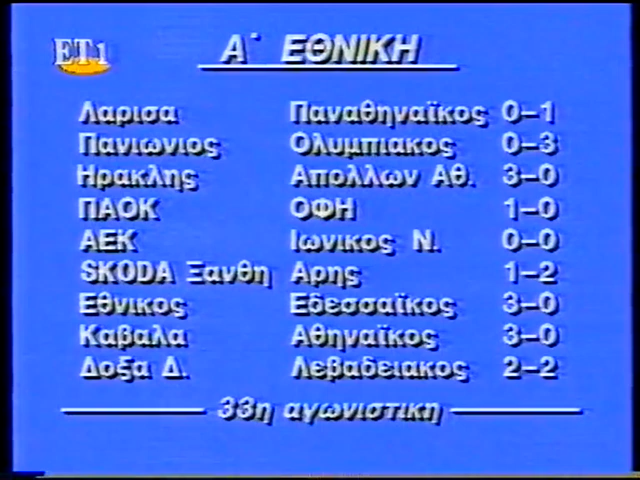 ET1
Α΄ ΕΘΝΙΚΗ
Λαρισα Παναθηναϊκος 0-1
Πανιωνιος Ολυμπιακος 0-3
Ηρακλης Απολλων Αθ. 3-0
ΠΑΟΚ ΟΦΗ 1-0
ΑΕΚ Ιωνικος Ν. 0-0
SKODA Ξανθη Αρης 1-2
Εθνικος Εδεσσαϊκος 3-0
Καβαλα Αθηναϊκος 3-0
Δοξα Δ. Λεβαδειακος 2-2
33η αγωνιστικη